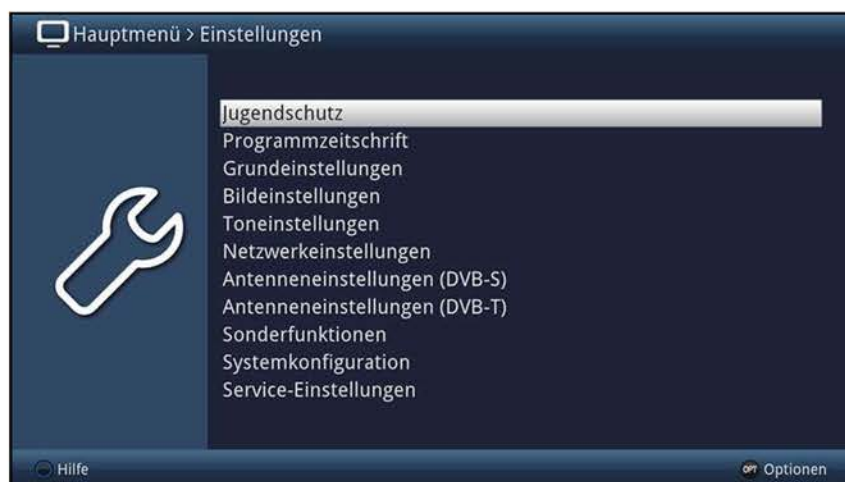 Hauptmenü > Einstellungen
Jugendschutz
Programmzeitschrift
Grundeinstellungen
Bildeinstellungen
Toneinstellungen
Netzwerkeinstellungen
Antenneneinstellungen (DVB-S)
Antenneneinstellungen (DVB-T)
Sonderfunktionen
Systemkonfiguration
Service-Einstellungen
Hilfe
OPT Optionen